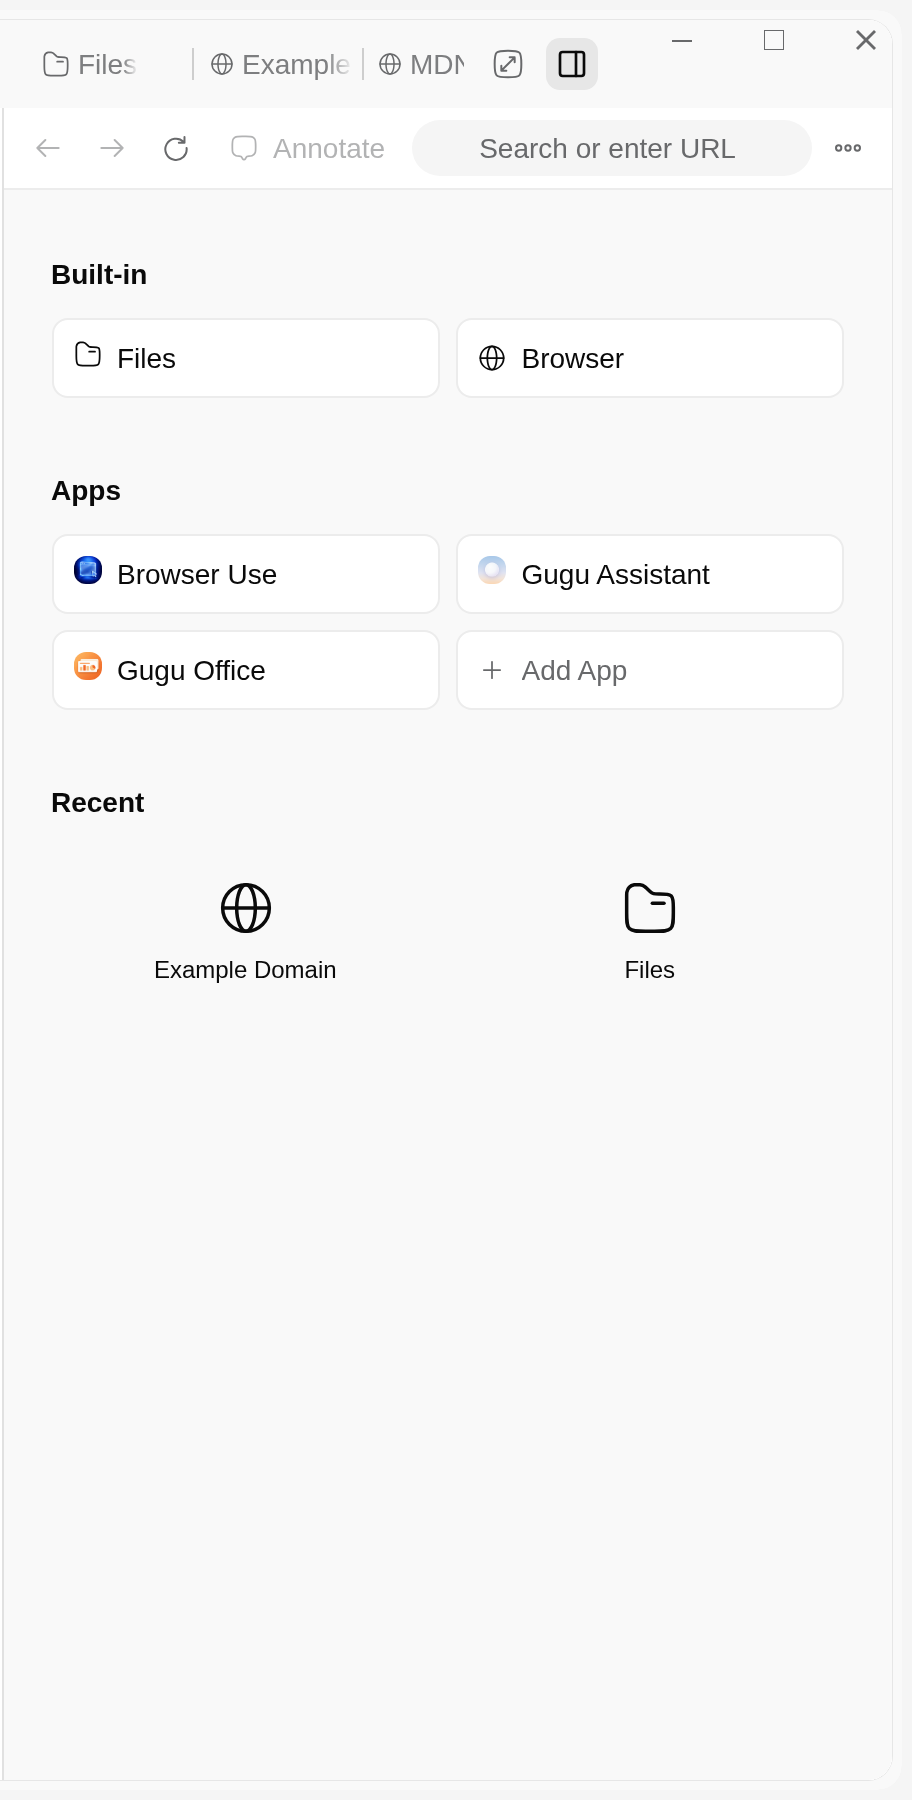 Files Example MDN
Annotate Search or enter URL
Built-in
Files Browser
Apps
Browser Use Gugu Assistant
Gugu Office Add App
Recent
Example Domain Files